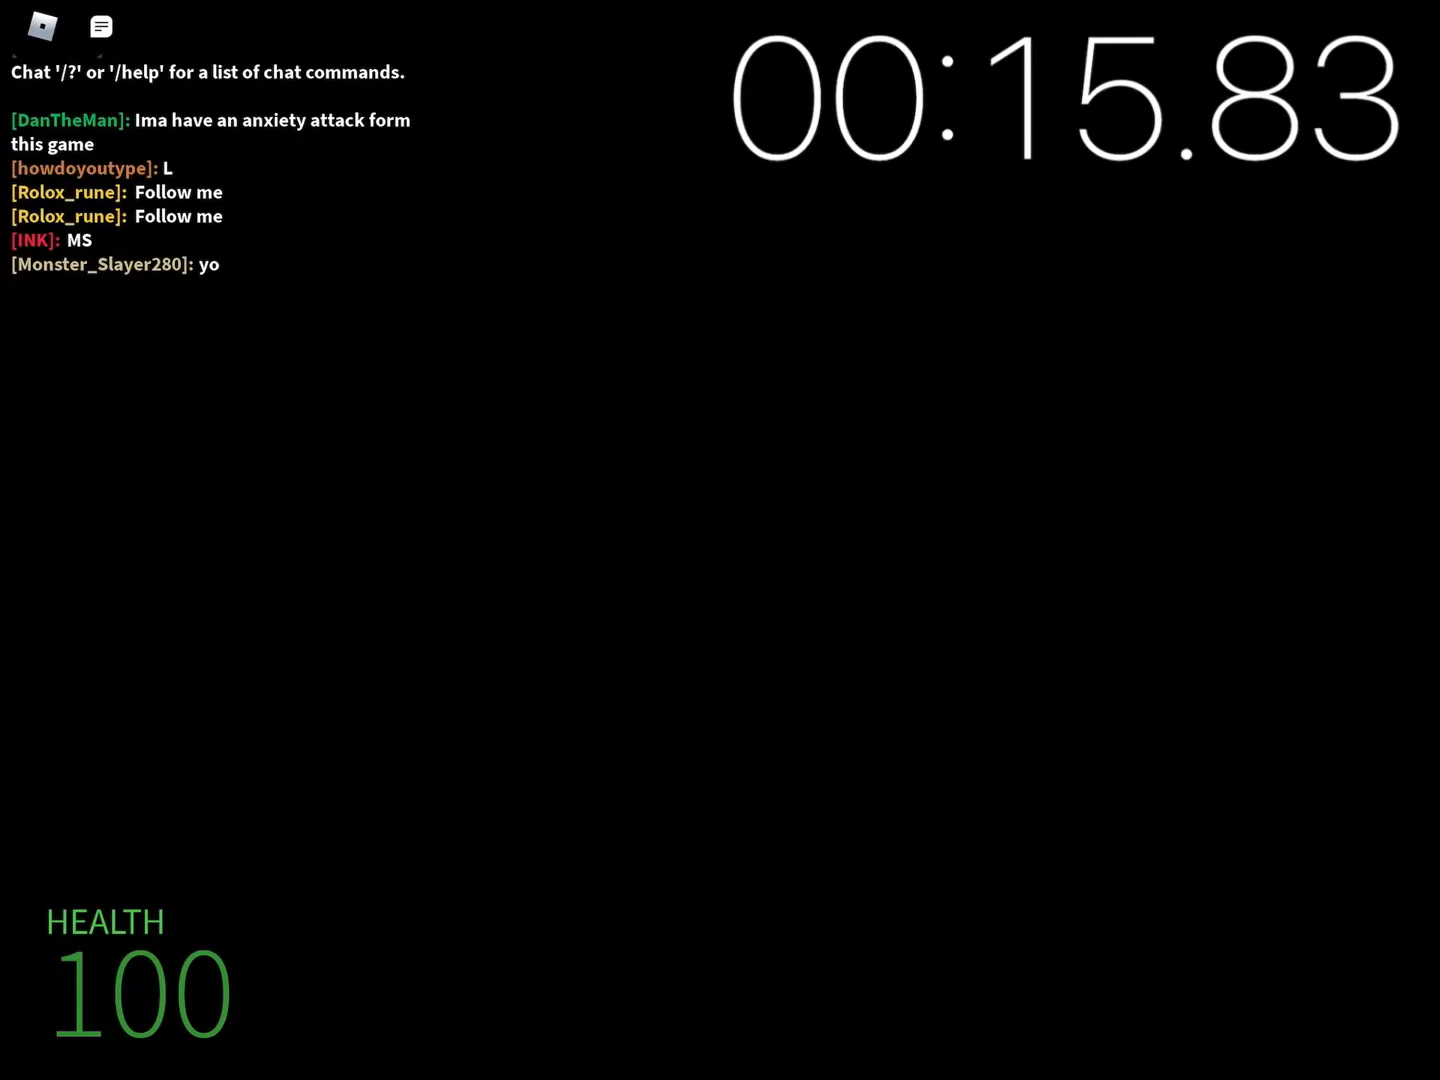 00:15.83
Chat '/?' or '/help' for a list of chat commands.
[DanTheMan]: Ima have an anxiety attack form
this game
[howdoyoutype]: L
[Rolox_rune]: Follow me
[Rolox_rune]: Follow me
[INK]: MS
[Monster_Slayer280]: yo
HEALTH
100